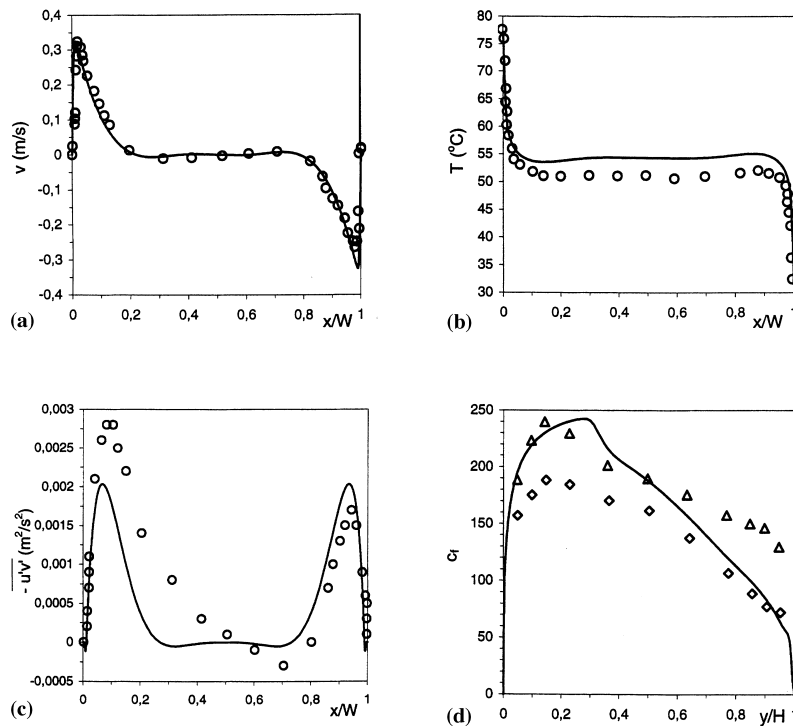 0,4
0,3
0,2
0,1
0
-0,1
-0,2
-0,3
-0,4
v (m/s)
0 0,2 0,4 0,6 0,8 1
x/W
(a)
80
75
70
65
60
55
50
45
40
35
30
T (°C)
0 0,2 0,4 0,6 0,8 1
x/W
(b)
0,003
0,0025
0,002
0,0015
0,001
0,0005
0
-0,0005
- u'v' (m²/s²)
0 0,2 0,4 0,6 0,8 1
x/W
(c)
250
200
150
100
50
0
cf
0 0,2 0,4 0,6 0,8 1
y/H
(d)